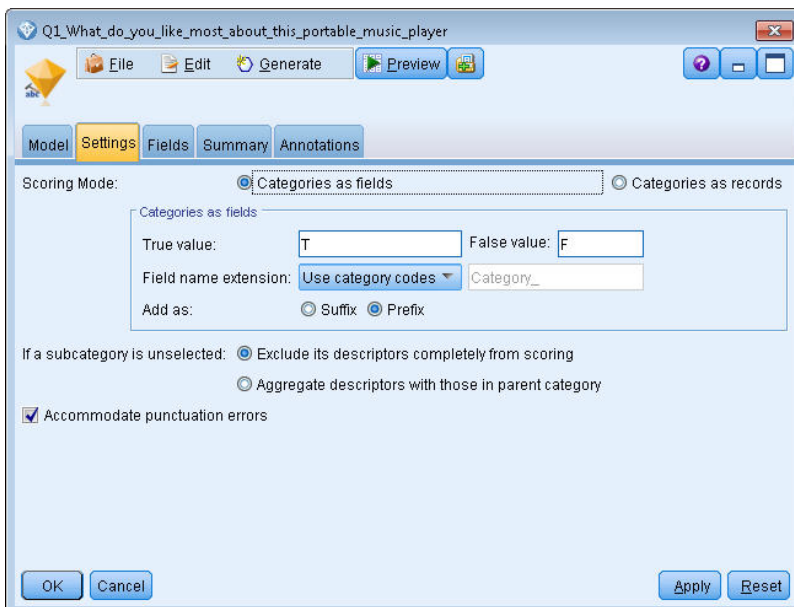 Q1_What_do_you_like_most_about_this_portable_music_player
File Edit Generate Preview
abc
Model Settings Fields Summary Annotations
Scoring Mode: Categories as fields Categories as records
Categories as fields
True value: T False value: F
Field name extension: Use category codes Category_
Add as: Suffix Prefix
If a subcategory is unselected: Exclude its descriptors completely from scoring
Aggregate descriptors with those in parent category
Accommodate punctuation errors
OK Cancel Apply Reset